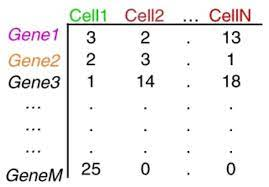 Cell1 Cell2 ... CellN
Gene1 3 2 . 13
Gene2 2 3 . 1
Gene3 1 14 . 18
... . . . .
... . . . .
... . . . .
GeneM 25 0 . 0